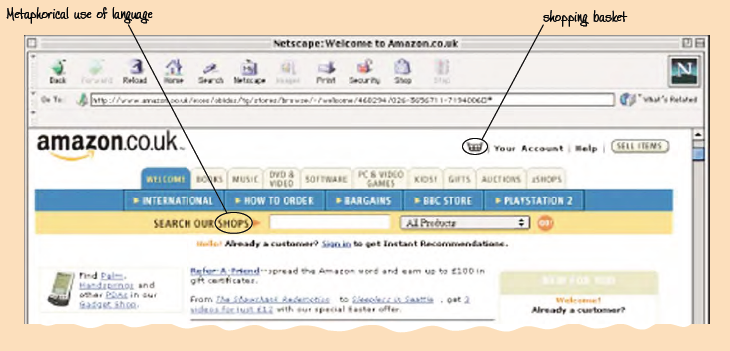 Metaphorical use of language
shopping basket
Netscape: Welcome to Amazon.co.uk
Back Forward Reload Home Search Netscape Images Print Security Shop Stop
Go To: What's Related
amazon.co.uk
Your Account | Help | SELL ITEMS
WELCOME BOOKS MUSIC DVD & VIDEO SOFTWARE PC & VIDEO GAMES KIDS! GIFTS AUCTIONS zSHOPS
INTERNATIONAL HOW TO ORDER BARGAINS BBC STORE PLAYSTATION 2
SEARCH OUR SHOPS All Products GO!
Hello! Already a customer? Sign in to get Instant Recommendations.
Find Palm,
Handsprings and
other PDAs in our
Gadget Shop.
Refer-A-Friend--spread the Amazon word and earn up to £100 in
gift certificates.
From The Shawshank Redemption to Sleepless in Seattle, get 3
videos for just £12 with our special Easter offer.
NEW FOR YOU
Welcome!
Already a customer?